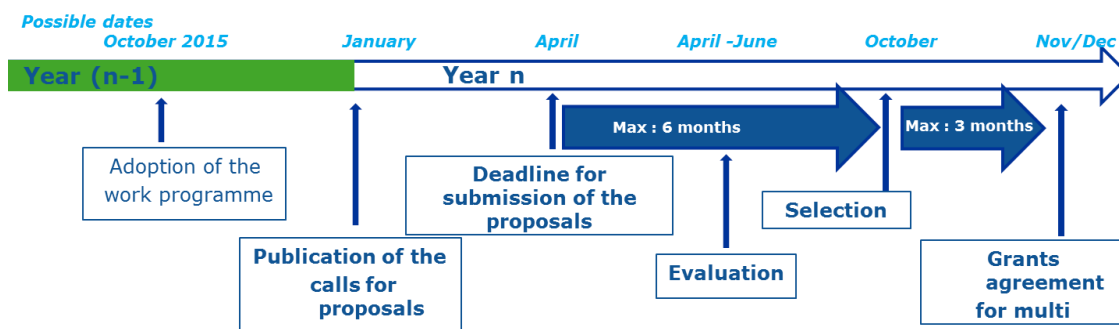 Possible dates
October 2015
January
April
April -June
October
Nov/Dec
Year (n-1)
Year n
Max : 6 months
Max : 3 months
Adoption of the
work programme
Deadline for
submission of the
proposals
Selection
Publication of the
calls for
proposals
Evaluation
Grants
agreement
for multi